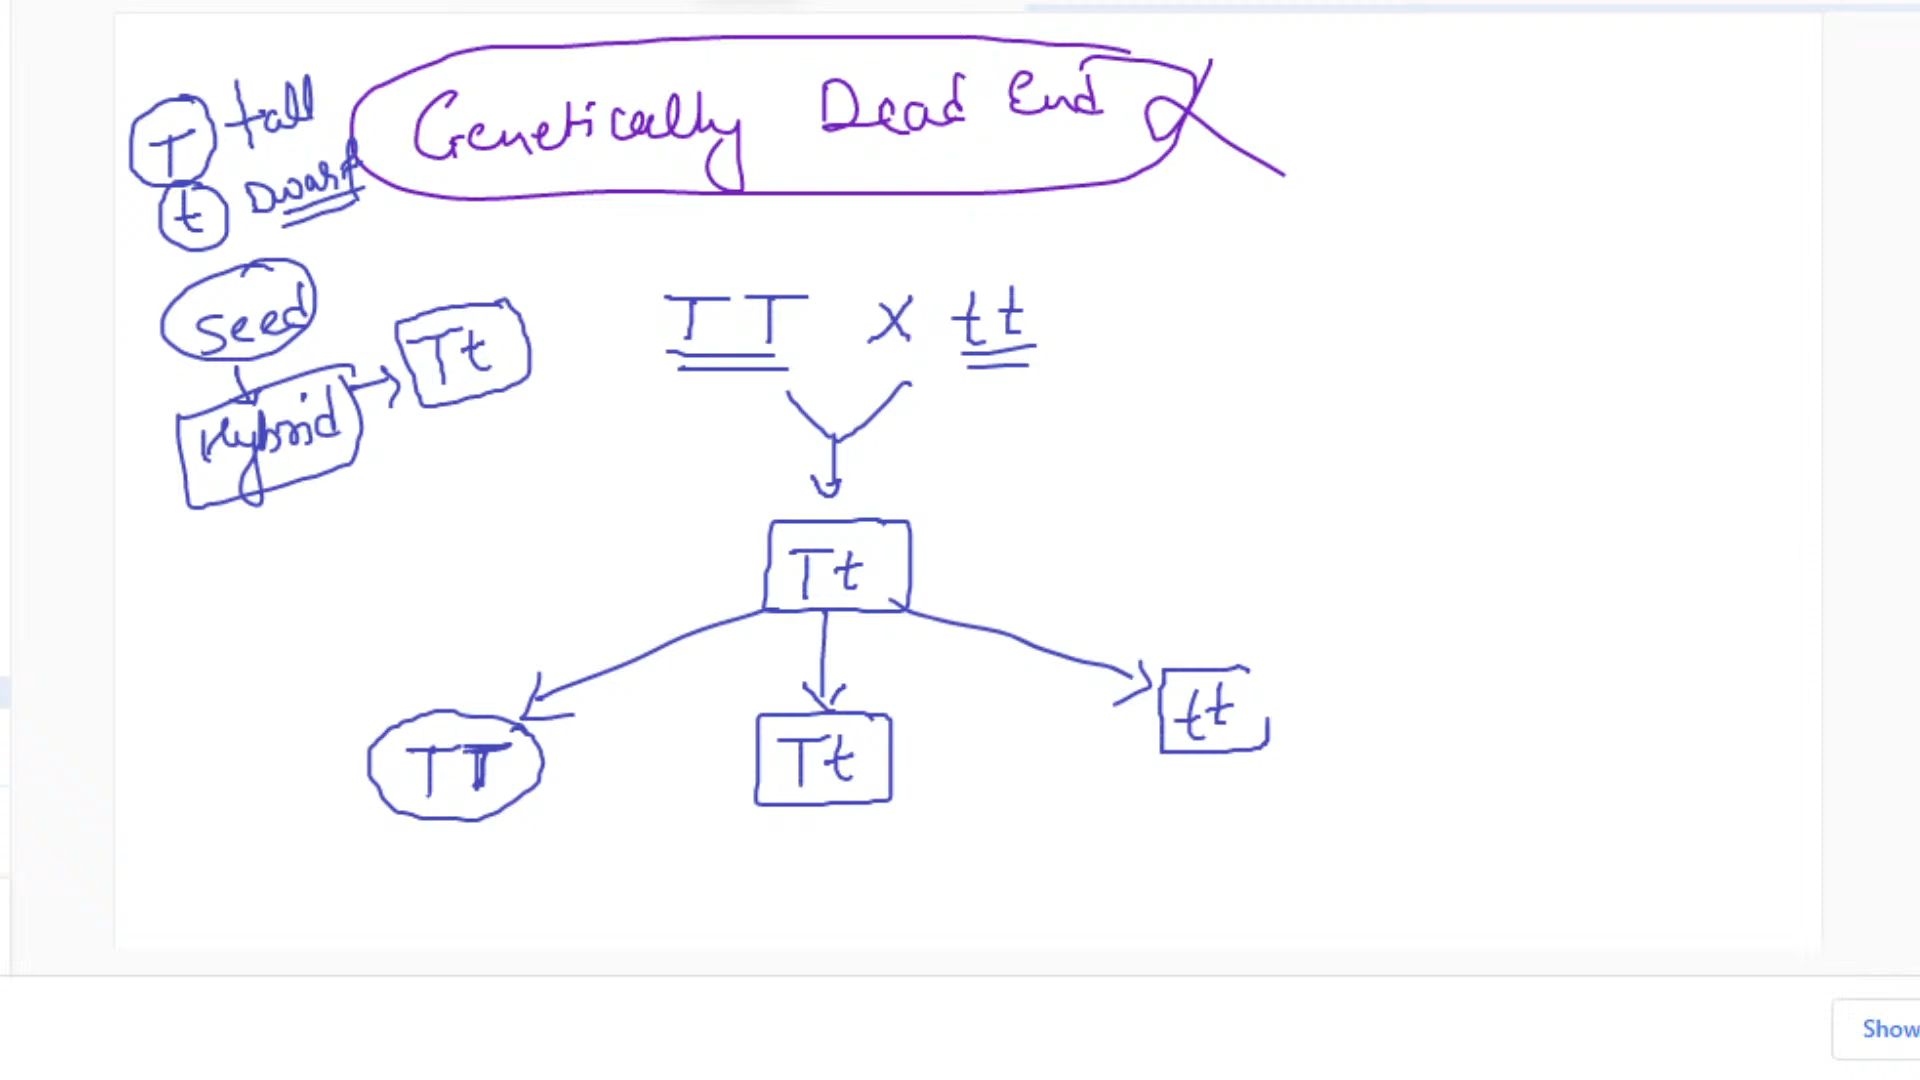 Genetically Dead End
T tall
t Dwarf
Seed
Hybrid
Tt
TT x tt
Tt
TT
Tt
tt
Show